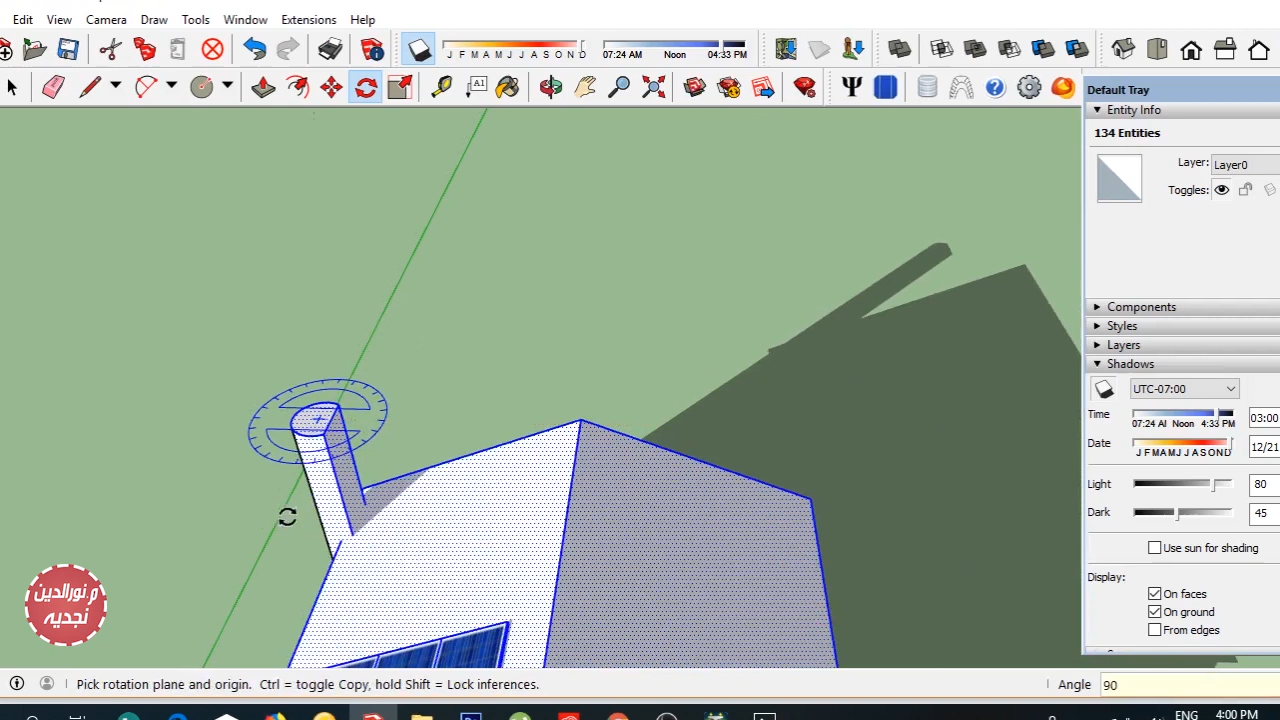 Edit View Camera Draw Tools Window Extensions Help
J F M A M J J A S O N D 07:24 AM Noon 04:33 PM
AI
Default Tray
Entity Info
134 Entities
Layer: Layer0
Toggles:
Components
Styles
Layers
Shadows
UTC-07:00
Time 07:24 AM Noon 4:33 PM 03:00
Date J F M A M J J A S O N D 12/21
Light 80
Dark 45
Use sun for shading
Display:
On faces
On ground
From edges
م.نورالدين
نجديه
Pick rotation plane and origin. Ctrl = toggle Copy, hold Shift = Lock inferences. Angle 90
ENG 4:00 PM